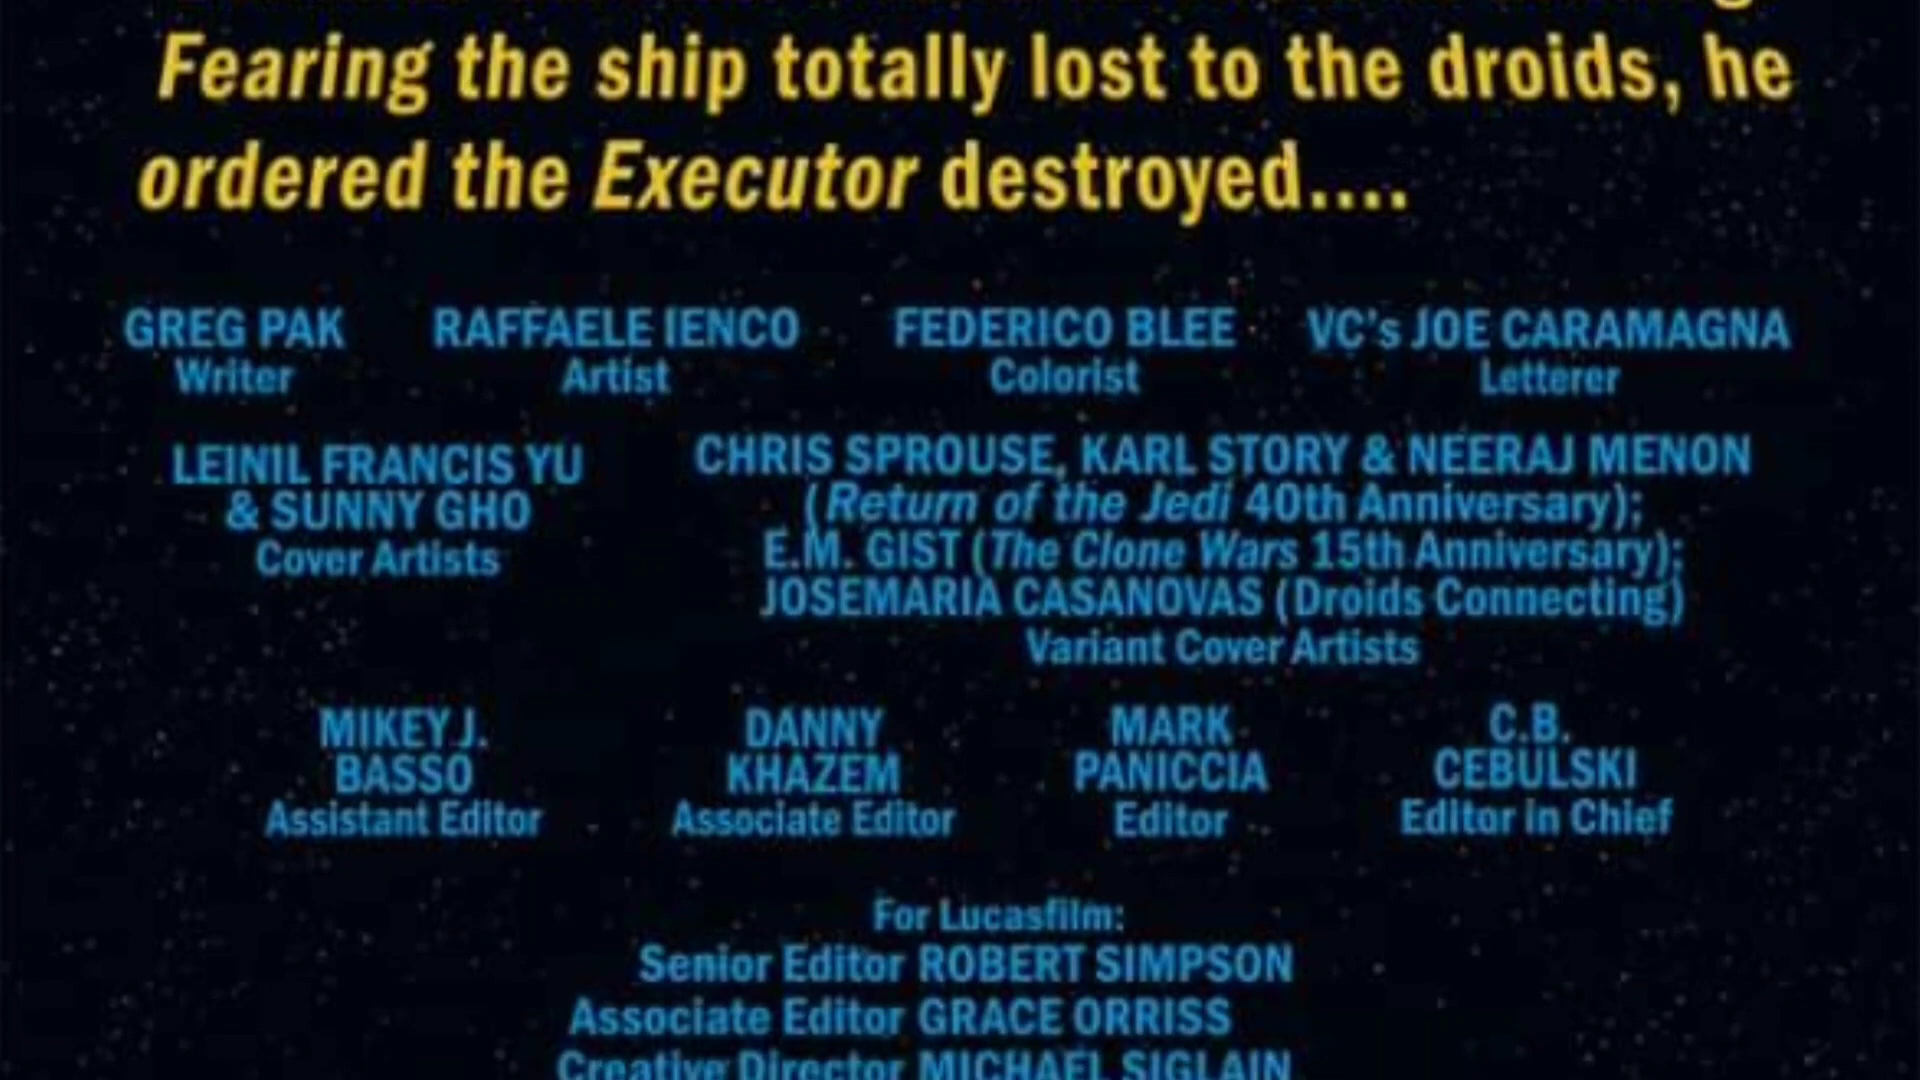 Fearing the ship totally lost to the droids, he
ordered the Executor destroyed....
GREG PAK RAFFAELE IENCO FEDERICO BLEE VC's JOE CARAMAGNA
Writer Artist Colorist Letterer
LEINIL FRANCIS YU
& SUNNY GHO
Cover Artists
CHRIS SPROUSE, KARL STORY & NEERAJ MENON
(Return of the Jedi 40th Anniversary);
E.M. GIST (The Clone Wars 15th Anniversary);
JOSEMARIA CASANOVAS (Droids Connecting)
Variant Cover Artists
MIKEY J.
BASSO
Assistant Editor
DANNY
KHAZEM
Associate Editor
MARK
PANICCIA
Editor
C.B.
CEBULSKI
Editor in Chief
For Lucasfilm:
Senior Editor ROBERT SIMPSON
Associate Editor GRACE ORRISS
Creative Director MICHAEL SIGLAIN